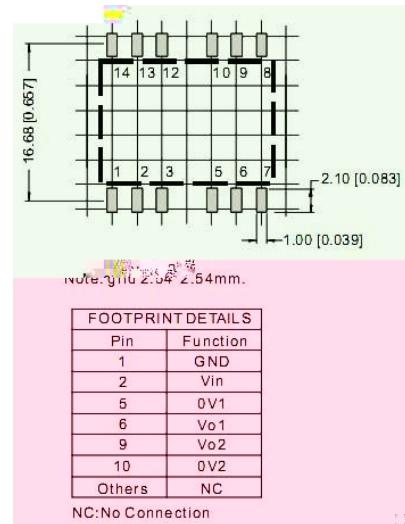 14 13 12 10 9 8
16.68 [0.657]
1 2 3 5 6 7
2.10 [0.083]
1.00 [0.039]
2.54mm.
FOOTPRINT DETAILS
Pin Function
1 GND
2 Vin
5 0V1
6 Vo1
9 Vo2
10 0V2
Others NC
NC:No Connection